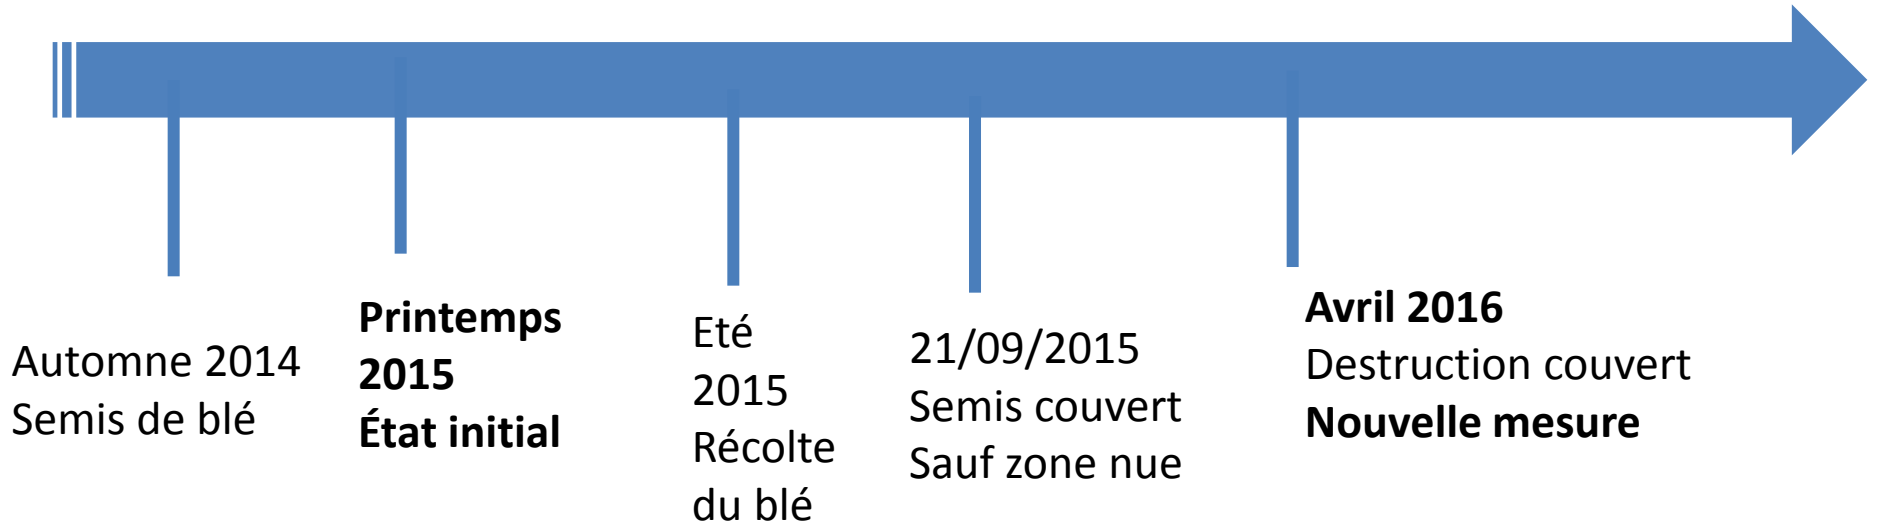 Automne 2014
Semis de blé
Printemps
2015
État initial
Eté
2015
Récolte
du blé
21/09/2015
Semis couvert
Sauf zone nue
Avril 2016
Destruction couvert
Nouvelle mesure